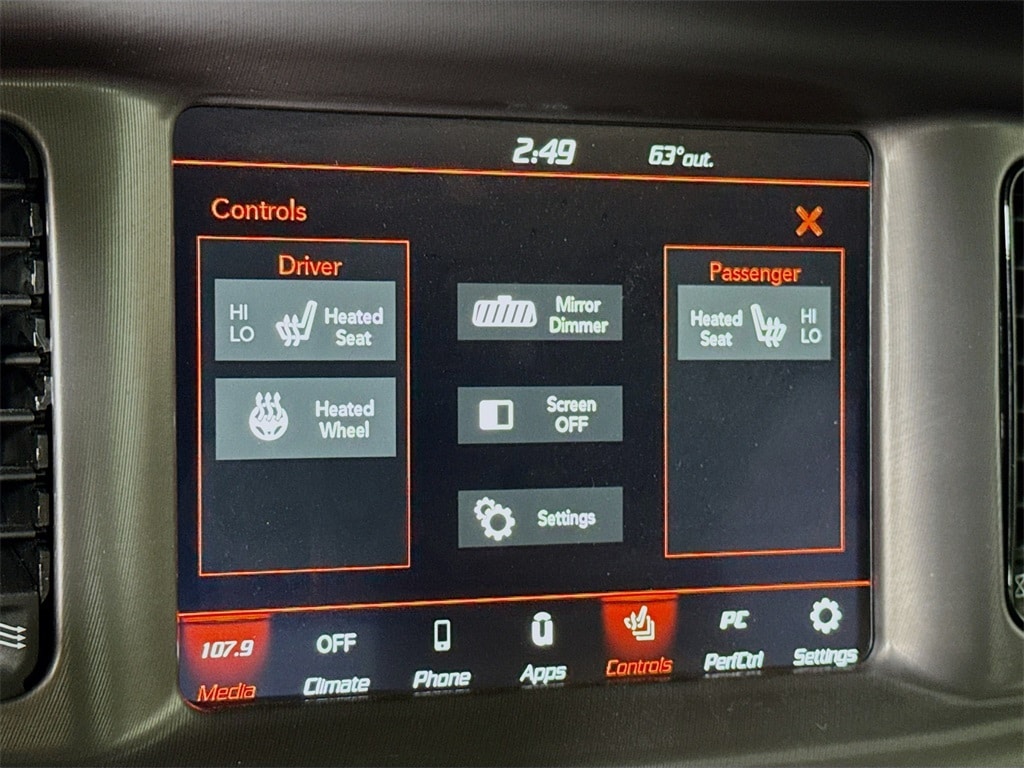 2:49 63°out.
Controls
Driver
HI
LO
Heated
Seat
Heated
Wheel
Mirror
Dimmer
Screen
OFF
Settings
Passenger
Heated
Seat
HI
LO
107.9 OFF PC
Media Climate Phone Apps Controls PerfCtrl Settings